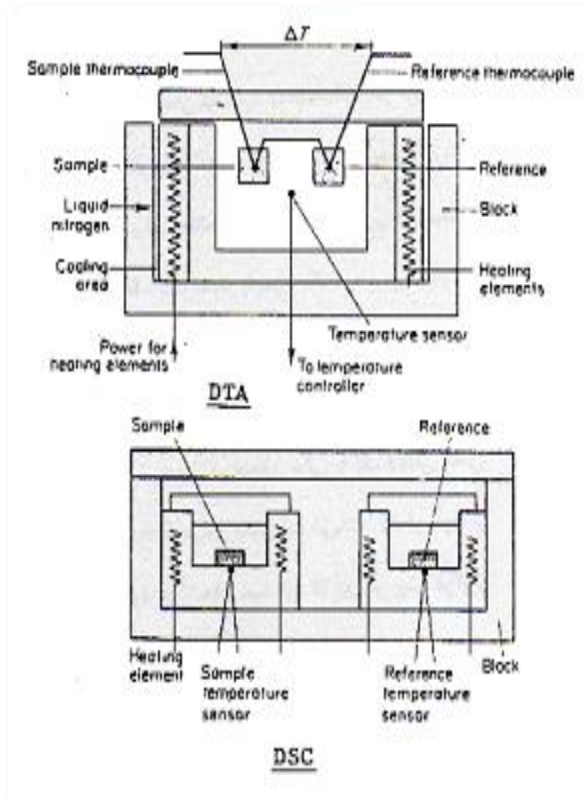 ΔT
Sample thermocouple
Reference thermocouple
Sample
Reference
Liquid
nitrogen
Block
Cooling
area
Heating
elements
Temperature sensor
Power for
heating elements
To temperature
controller
DTA
Sample
Reference
Heating
element
Sample
temperature
sensor
Reference
temperature
sensor
Block
DSC